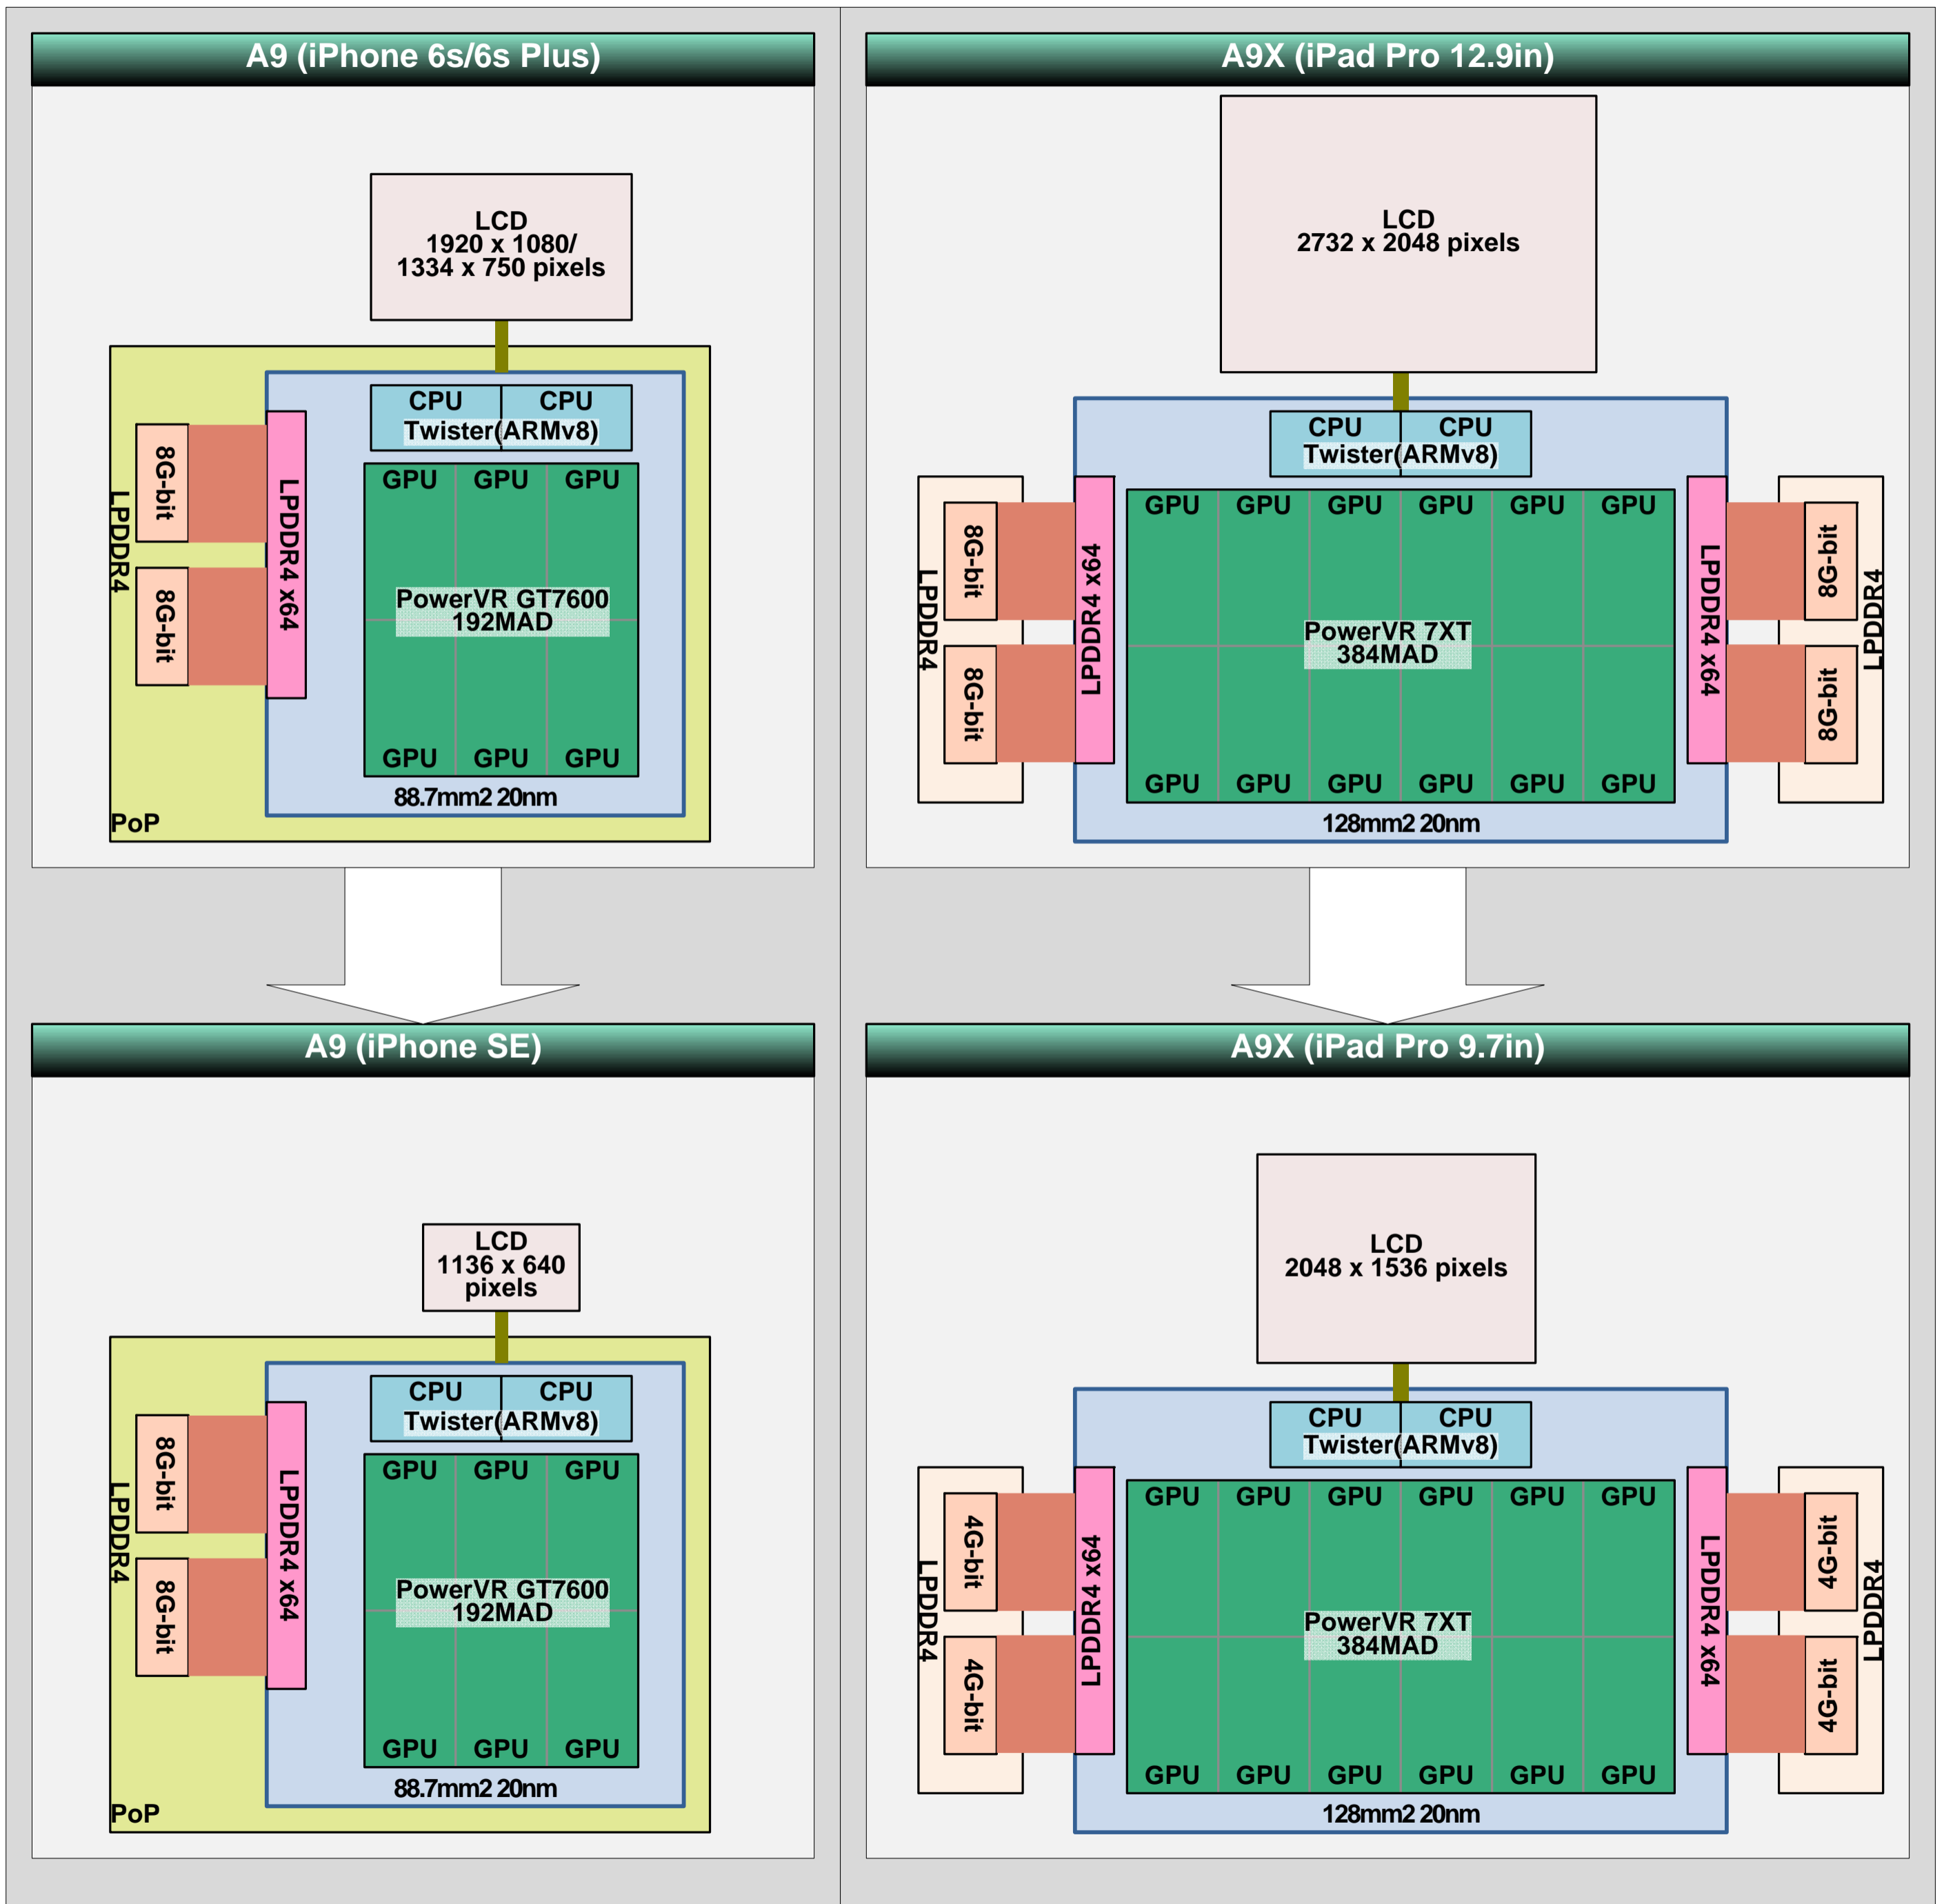 A9 (iPhone 6s/6s Plus)
LCD
1920 x 1080/
1334 x 750 pixels
CPU CPU
Twister(ARMv8)
LPDDR4
8G-bit
8G-bit
LPDDR4 x64
GPU GPU GPU
PowerVR GT7600
192MAD
GPU GPU GPU
88.7mm2 20nm
PoP
A9X (iPad Pro 12.9in)
LCD
2732 x 2048 pixels
CPU CPU
Twister(ARMv8)
LPDDR4
8G-bit
8G-bit
LPDDR4 x64
GPU GPU GPU GPU GPU GPU
PowerVR 7XT
384MAD
GPU GPU GPU GPU GPU GPU
LPDDR4 x64
8G-bit
8G-bit
LPDDR4
128mm2 20nm
A9 (iPhone SE)
LCD
1136 x 640
pixels
CPU CPU
Twister(ARMv8)
LPDDR4
8G-bit
8G-bit
LPDDR4 x64
GPU GPU GPU
PowerVR GT7600
192MAD
GPU GPU GPU
88.7mm2 20nm
PoP
A9X (iPad Pro 9.7in)
LCD
2048 x 1536 pixels
CPU CPU
Twister(ARMv8)
LPDDR4
4G-bit
4G-bit
LPDDR4 x64
GPU GPU GPU GPU GPU GPU
PowerVR 7XT
384MAD
GPU GPU GPU GPU GPU GPU
LPDDR4 x64
4G-bit
4G-bit
LPDDR4
128mm2 20nm